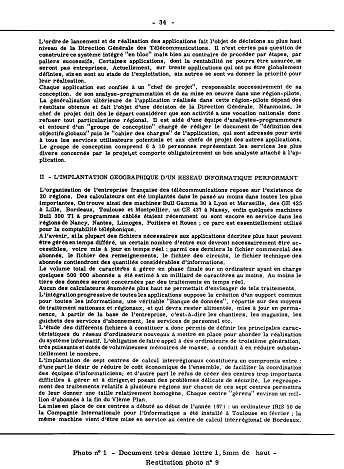 - 34 -
L'ordre de lancement et de réalisation des applications fait l'objet de décisions au plus haut
niveau de la Direction Générale des Télécommunications. Il n'est certes pas question de
construire ce système intégré "en bloc" mais bien au contraire de procéder par étapes, par
paliers successifs. Certaines applications, dont la rentabilité ne pourra être assurée, ne
seront pas entreprises. Actuellement, sur trente applications qui ont pu être globalement
définies, six en sont au stade de l'exploitation, six autres se sont vu donner la priorité pour
leur réalisation.
Chaque application est confiée à un "chef de projet", responsable successivement de sa
conception, de son analyse-programmation et de sa mise en oeuvre dans une région-pilote.
La généralisation ultérieure de l'application réalisée dans cette région-pilote dépend des
résultats obtenus et fait l'objet d'une décision de la Direction Générale. Néanmoins, le
chef de projet doit dès le départ considérer que son activité a une vocation nationale donc
refuser tout particularisme régional. Il est aidé d'une équipe d'analystes-programmeurs
et entouré d'un "groupe de conception" chargé de rédiger le document de "définition des
objectifs globaux" puis le "cahier des charges" de l'application, qui sont adressés pour avis
à tous les services utilisateurs potentiels et aux chefs de projet des autres applications.
Le groupe de conception comprend 6 à 10 personnes représentant les services les plus
divers concernés par le projet, et comporte obligatoirement un bon analyste attaché à l'ap-
plication.
II - L'IMPLANTATION GEOGRAPHIQUE D'UN RESEAU INFORMATIQUE PERFORMANT
L'organisation de l'entreprise française des télécommunications repose sur l'existence de
20 régions. Des calculateurs ont été implantés dans le passé au moins dans toutes les plus
importantes. On trouve ainsi des machines Bull Gamma 30 à Lyon et Marseille, des GE 425
à Lille, Bordeaux, Toulouse et Montpellier, un GE 415 à Nancy, enfin quelques machines
Bull 300 TI à programmes câblés étaient récemment ou sont encore en service dans les
régions de Nancy, Nantes, Limoges, Poitiers et Rouen ; ce parc est essentiellement utilisé
pour la comptabilité téléphonique.
A l'avenir, si la plupart des fichiers nécessaires aux applications décrites plus haut peuvent
être gérés en temps différé, un certain nombre d'entre eux devront nécessairement être ac-
cessibles, voire mis à jour en temps réel : parmi ces derniers le fichier commercial des
abonnés, le fichier des renseignements, le fichier des circuits, le fichier technique des
abonnés contiendront des quantités considérables d'informations.
Le volume total de caractères à gérer en phase finale sur un ordinateur ayant en charge
quelques 500 000 abonnés a été estimé à un milliard de caractères au moins. Au moins le
tiers des données seront concernées par des traitements en temps réel.
Aucun des calculateurs énumérés plus haut ne permettait d'envisager de tels traitements.
L'intégration progressive de toutes les applications suppose la création d'un support commun
pour toutes les informations, une véritable "Banque de données", répartie sur des moyens
de traitement nationaux et régionaux, et qui devra rester alimentée, mise à jour en perma-
nence, à partir de la base de l'entreprise, c'est-à-dire les chantiers, les magasins, les
guichets des services d'abonnement, les services de personnel etc.
L'étude des différents fichiers à constituer a donc permis de définir les principales carac-
téristiques du réseau d'ordinateurs nouveaux à mettre en place pour aborder la réalisation
du système informatif. L'obligation de faire appel à des ordinateurs de troisième génération,
très puissants et dotés de volumineuses mémoires de masse, a conduit à en réduire substan-
tiellement le nombre.
L'implantation de sept centres de calcul interrégionaux constituera un compromis entre :
d'une part le désir de réduire le coût économique de l'ensemble, de faciliter la coordination
des équipes d'informaticiens; et d'autre part le refus de créer des centres trop importants
difficiles à gérer et à diriger, et posant des problèmes délicats de sécurité. Le regroupe-
ment des traitements relatifs à plusieurs régions sur chacun de ces sept centres permettra
de leur donner une taille relativement homogène. Chaque centre "gérera" environ un mil-
lion d'abonnés à la fin du VIème Plan.
La mise en place de ces centres a débuté au début de l'année 1971 : un ordinateur IRIS 50 de
la Compagnie Internationale pour l'Informatique a été installé à Toulouse en février ; la
même machine vient d'être mise en service au centre de calcul interrégional de Bordeaux.
Photo n° 1 - Document très dense lettre 1,5mm de haut -
Restitution photo n° 9